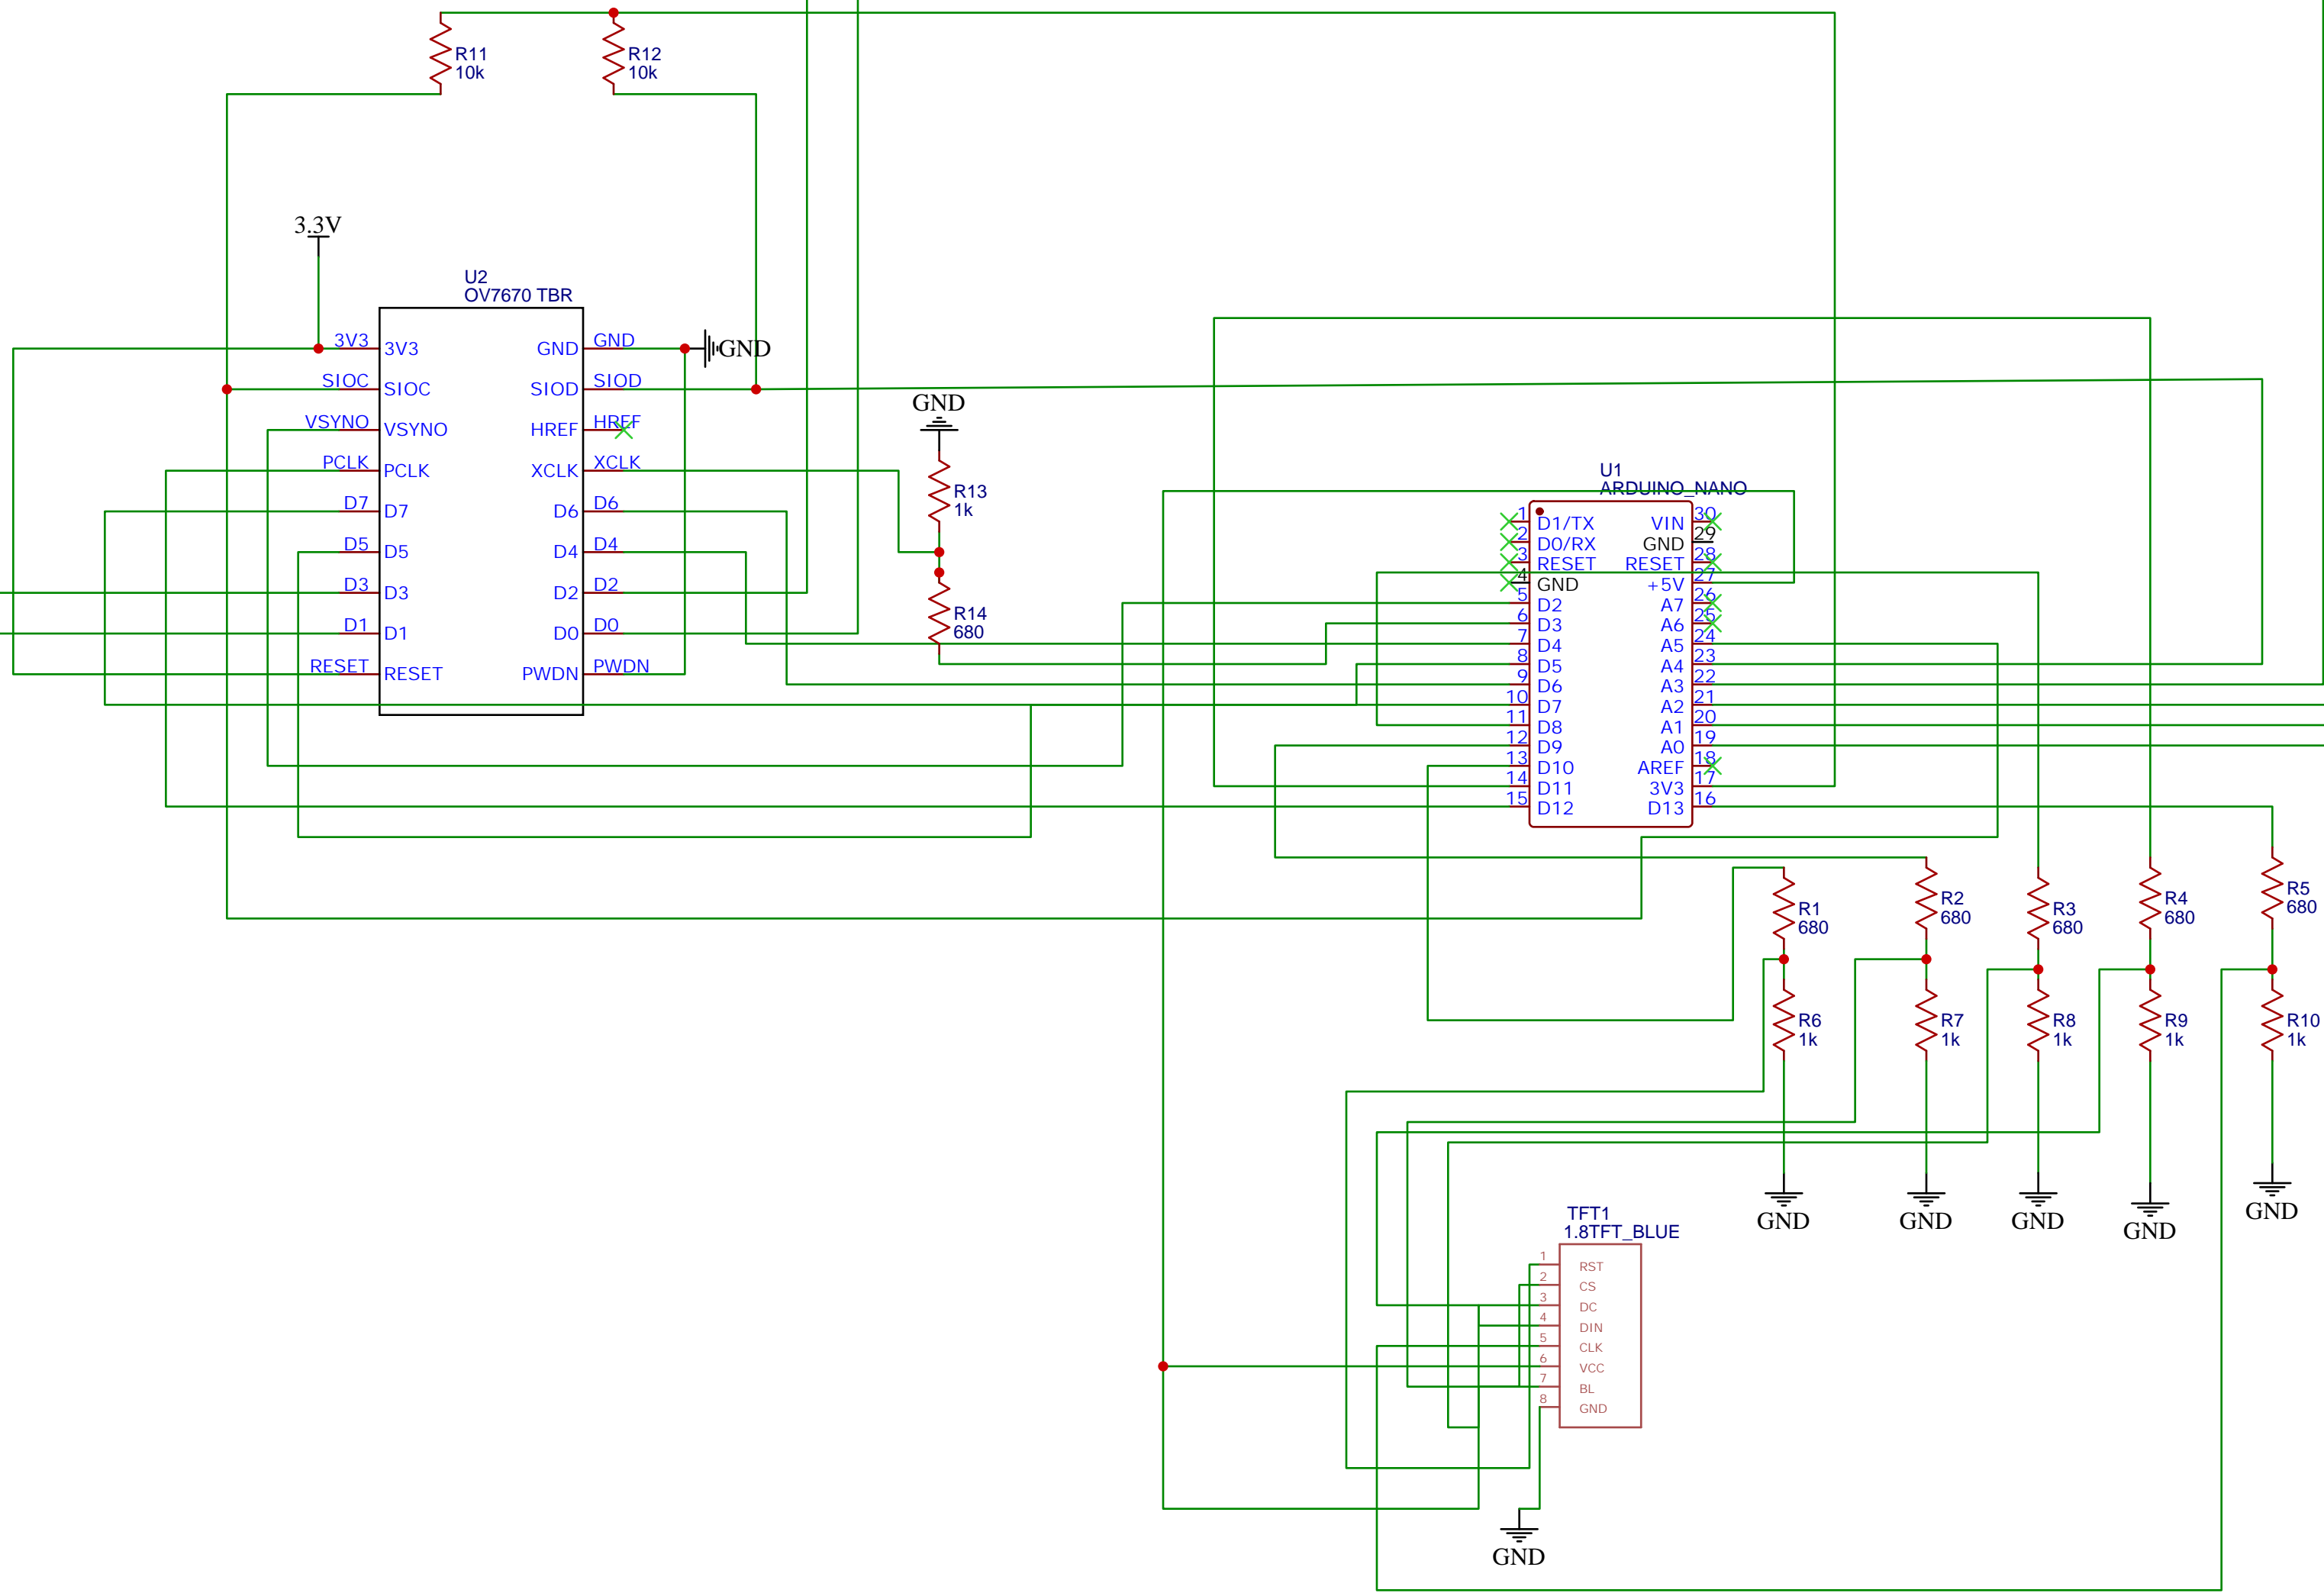 R11
10k
R12
10k
3.3V
U2
OV7670 TBR
3V3
3V3
GND
GND
GND
SIOC
SIOC
SIOD
SIOD
VSYNO
VSYNO
HREF
HREF
PCLK
PCLK
XCLK
XCLK
D7
D7
D6
D6
D5
D5
D4
D4
D3
D3
D2
D2
D1
D1
D0
D0
RESET
RESET
PWDN
PWDN
GND
R13
1k
R14
680
U1
ARDUINO_NANO
1 D1/TX VIN 30
2 D0/RX GND 29
3 RESET RESET 28
4 GND +5V 27
5 D2 A7 26
6 D3 A6 25
7 D4 A5 24
8 D5 A4 23
9 D6 A3 22
10 D7 A2 21
11 D8 A1 20
12 D9 A0 19
13 D10 AREF 18
14 D11 3V3 17
15 D12 D13 16
R1
680
R2
680
R3
680
R4
680
R5
680
R6
1k
R7
1k
R8
1k
R9
1k
R10
1k
GND
GND
GND
GND
GND
TFT1
1.8TFT_BLUE
1 RST
2 CS
3 DC
4 DIN
5 CLK
6 VCC
7 BL
8 GND
GND